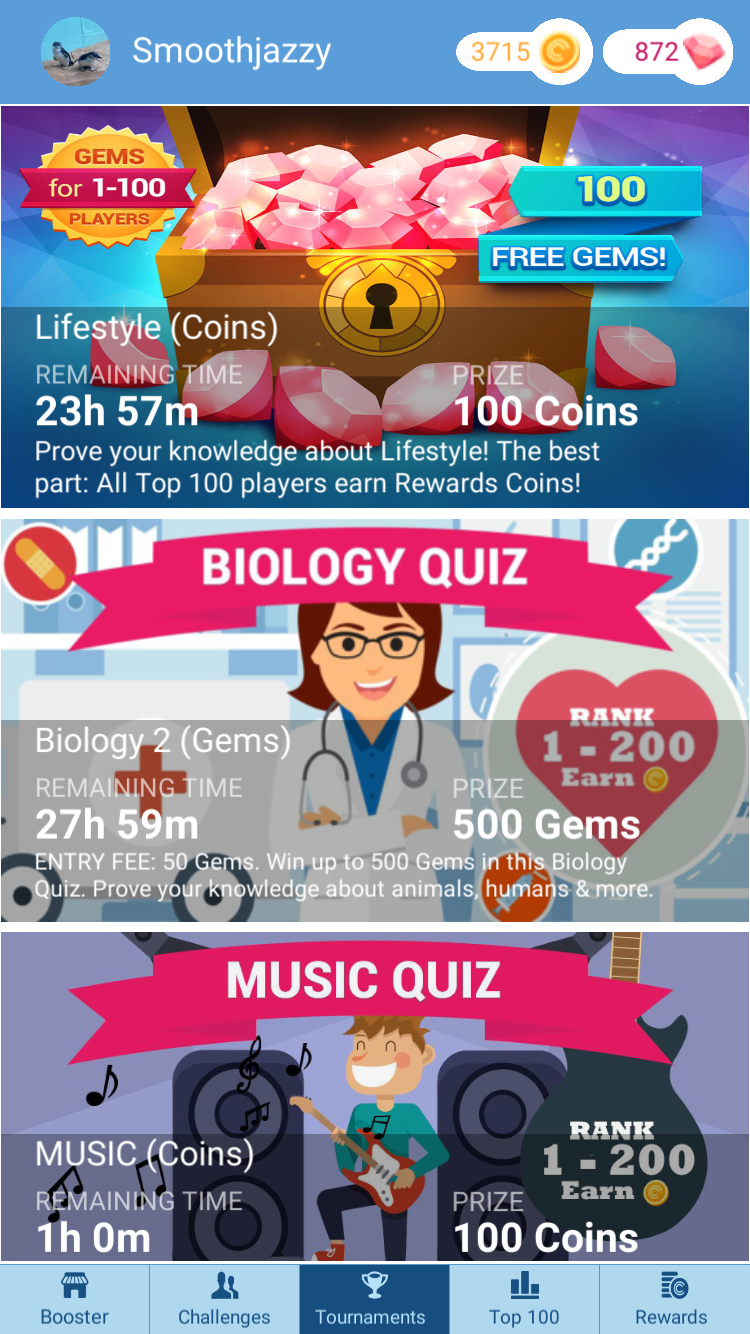 Smoothjazzy
3715
872
GEMS
for 1-100
PLAYERS
100
FREE GEMS!
Lifestyle (Coins)
REMAINING TIME
PRIZE
23h 57m
100 Coins
Prove your knowledge about Lifestyle! The best
part: All Top 100 players earn Rewards Coins!
BIOLOGY QUIZ
RANK
1 - 200
Earn
Biology 2 (Gems)
REMAINING TIME
PRIZE
27h 59m
500 Gems
ENTRY FEE: 50 Gems. Win up to 500 Gems in this Biology
Quiz. Prove your knowledge about animals, humans & more.
MUSIC QUIZ
RANK
1 - 200
Earn
MUSIC (Coins)
REMAINING TIME
PRIZE
1h 0m
100 Coins
Booster
Challenges
Tournaments
Top 100
Rewards